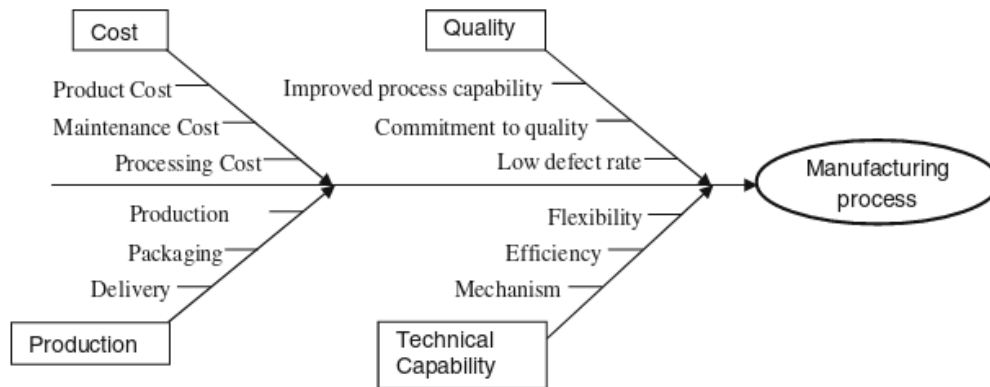 Cost
Quality
Product Cost
Improved process capability
Maintenance Cost
Commitment to quality
Processing Cost
Low defect rate
Manufacturing
process
Production
Flexibility
Packaging
Efficiency
Delivery
Mechanism
Production
Technical
Capability